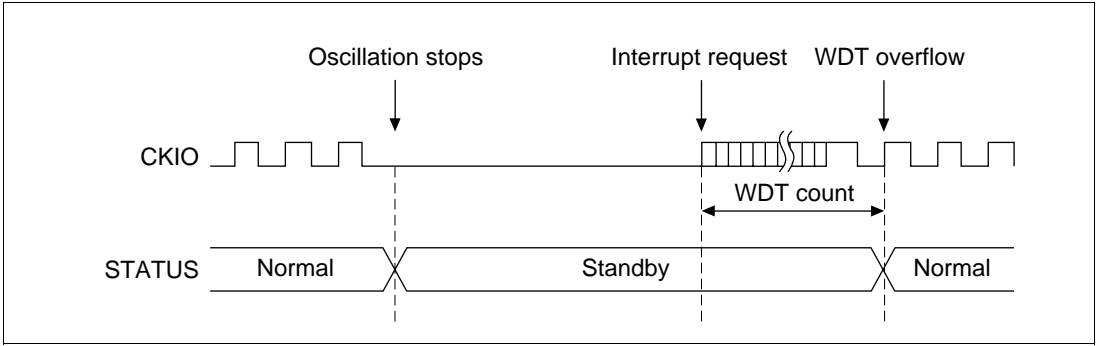 Oscillation stops
Interrupt request
WDT overflow
CKIO
WDT count
STATUS
Normal
Standby
Normal